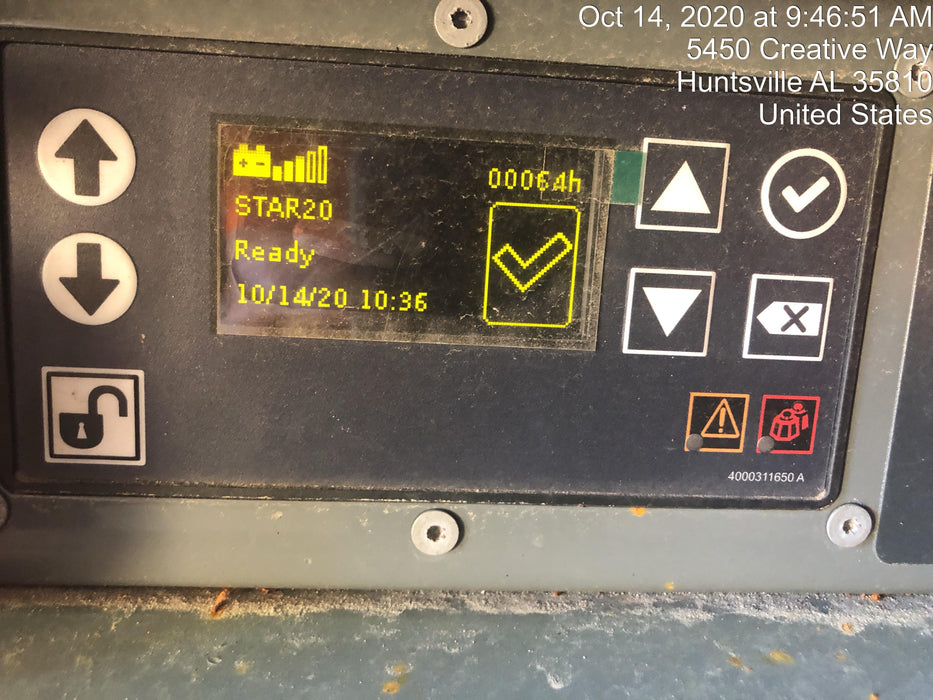 Oct 14, 2020 at 9:46:51 AM
5450 Creative Way
Huntsville AL 35810
United States
00064h
STAR20
Ready
10/14/20 10:36
4000311650 A